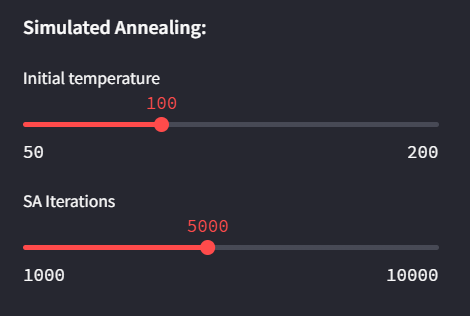 Simulated Annealing:
Initial temperature
100
50 200
SA Iterations
5000
1000 10000